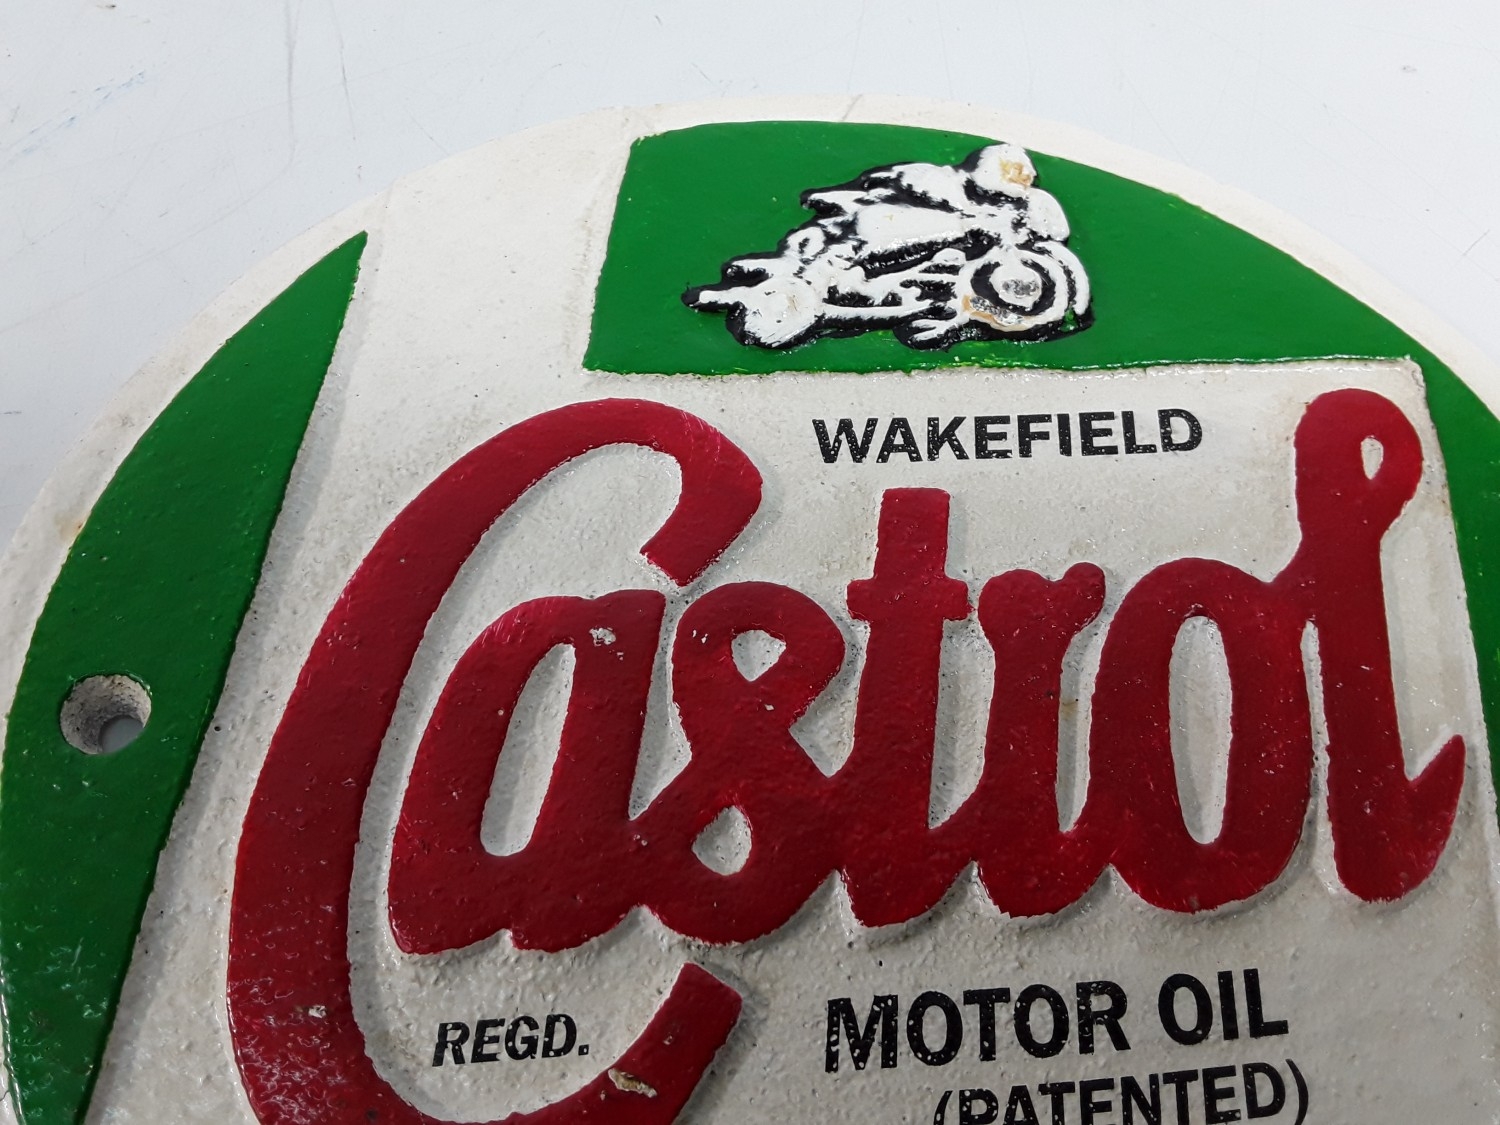 WAKEFIELD
Castrol
REGD.
MOTOR OIL
(PATENTED)